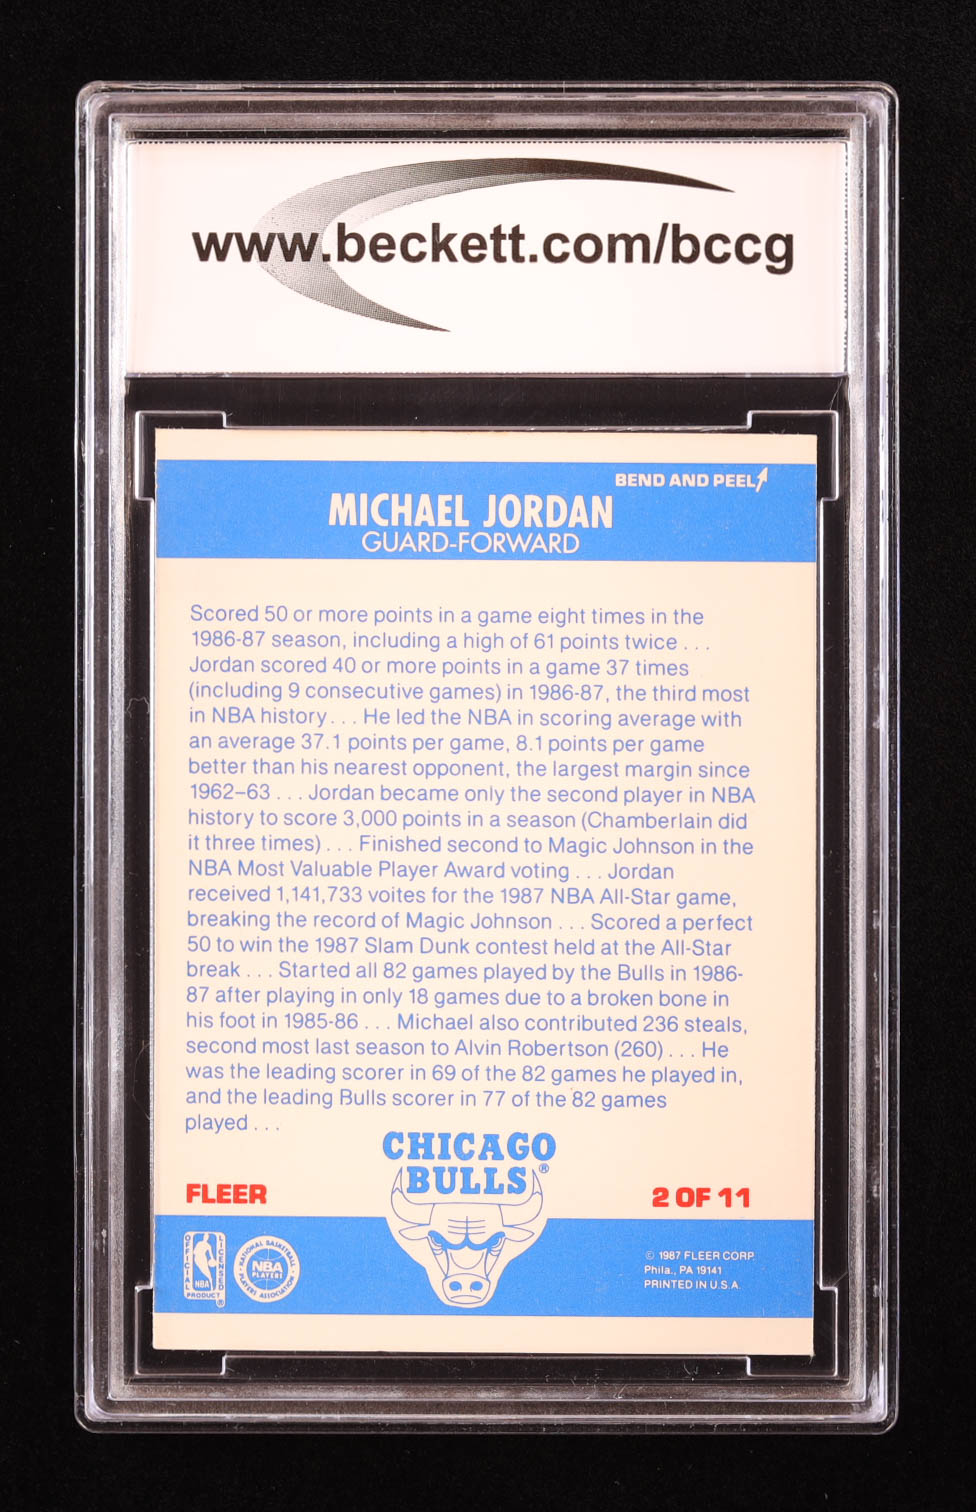 www.beckett.com/bccg
BEND AND PEEL
MICHAEL JORDAN
GUARD-FORWARD
Scored 50 or more points in a game eight times in the
1986-87 season, including a high of 61 points twice . . .
Jordan scored 40 or more points in a game 37 times
(including 9 consecutive games) in 1986-87, the third most
in NBA history . . . He led the NBA in scoring average with
an average 37.1 points per game, 8.1 points per game
better than his nearest opponent, the largest margin since
1962–63 . . . Jordan became only the second player in NBA
history to score 3,000 points in a season (Chamberlain did
it three times) . . . Finished second to Magic Johnson in the
NBA Most Valuable Player Award voting . . . Jordan
received 1,141,733 voites for the 1987 NBA All-Star game,
breaking the record of Magic Johnson . . . Scored a perfect
50 to win the 1987 Slam Dunk contest held at the All-Star
break . . . Started all 82 games played by the Bulls in 1986-
87 after playing in only 18 games due to a broken bone in
his foot in 1985-86 . . . Michael also contributed 236 steals,
second most last season to Alvin Robertson (260) . . . He
was the leading scorer in 69 of the 82 games he played in,
and the leading Bulls scorer in 77 of the 82 games
played . . .
CHICAGO
BULLS®
FLEER
2 OF 11
OFFICIAL LICENSED
NBA
PRODUCT ®
NATIONAL BASKETBALL
NBA
PLAYERS
PLAYERS ASSOCIATION
© 1987 FLEER CORP.
Phila., PA 19141
PRINTED IN U.S.A.